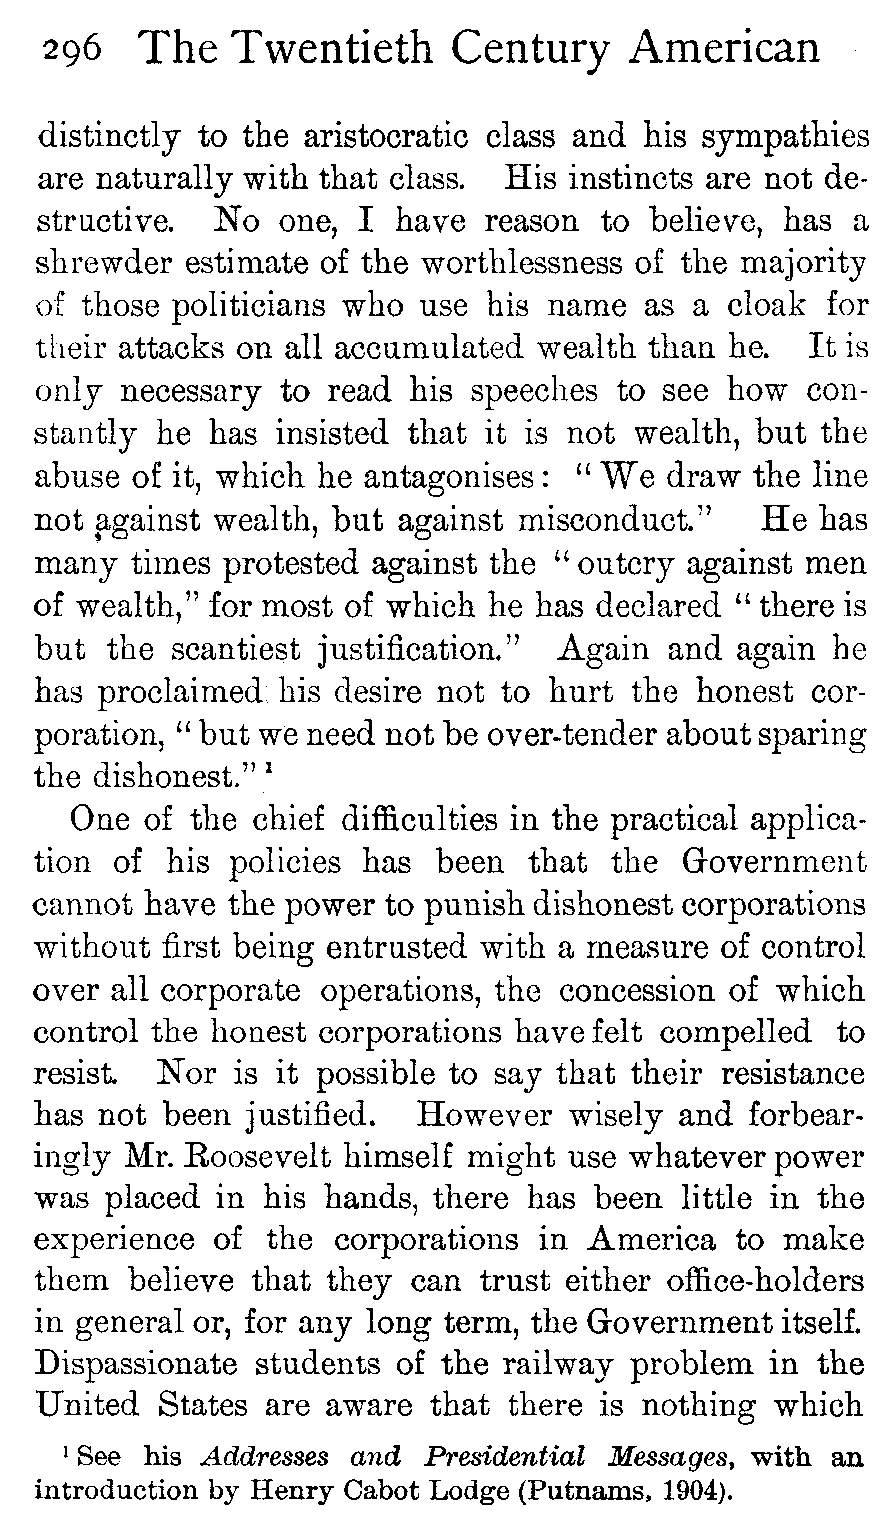 296 The Twentieth Century American
distinctly to the aristocratic class and his sympathies
are naturally with that class. His instincts are not de-
structive. No one, I have reason to believe, has a
shrewder estimate of the worthlessness of the majority
of those politicians who use his name as a cloak for
their attacks on all accumulated wealth than he. It is
only necessary to read his speeches to see how con-
stantly he has insisted that it is not wealth, but the
abuse of it, which he antagonises: “We draw the line
not against wealth, but against misconduct.” He has
many times protested against the “outcry against men
of wealth,” for most of which he has declared “there is
but the scantiest justification.” Again and again he
has proclaimed his desire not to hurt the honest cor-
poration, “but we need not be over-tender about sparing
the dishonest.” ¹
One of the chief difficulties in the practical applica-
tion of his policies has been that the Government
cannot have the power to punish dishonest corporations
without first being entrusted with a measure of control
over all corporate operations, the concession of which
control the honest corporations have felt compelled to
resist. Nor is it possible to say that their resistance
has not been justified. However wisely and forbear-
ingly Mr. Roosevelt himself might use whatever power
was placed in his hands, there has been little in the
experience of the corporations in America to make
them believe that they can trust either office-holders
in general or, for any long term, the Government itself.
Dispassionate students of the railway problem in the
United States are aware that there is nothing which
¹ See his Addresses and Presidential Messages, with an
introduction by Henry Cabot Lodge (Putnams, 1904).